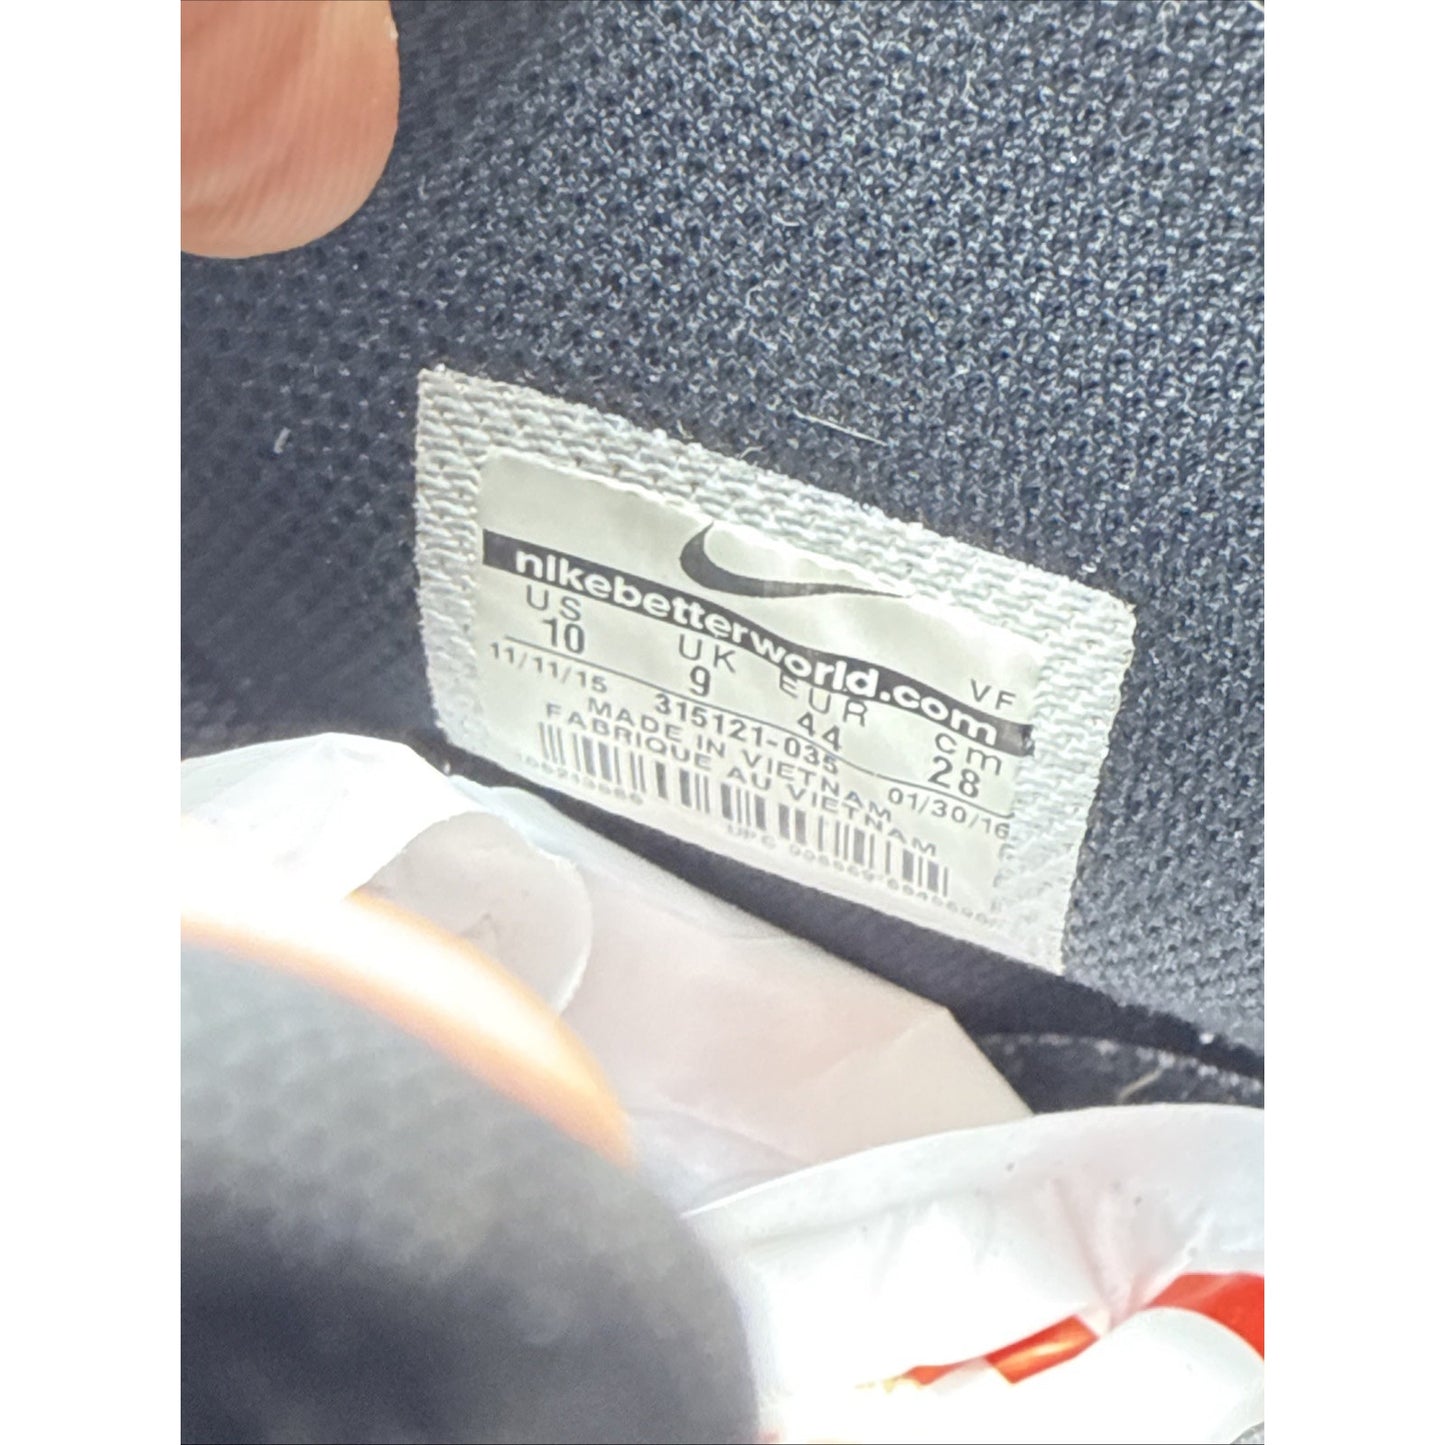 nikebetterworld.com
VF
US UK EUR cm
10 9 44 28
11/11/15 315121-035 01/30/16
MADE IN VIETNAM
FABRIQUE AU VIETNAM
UPC